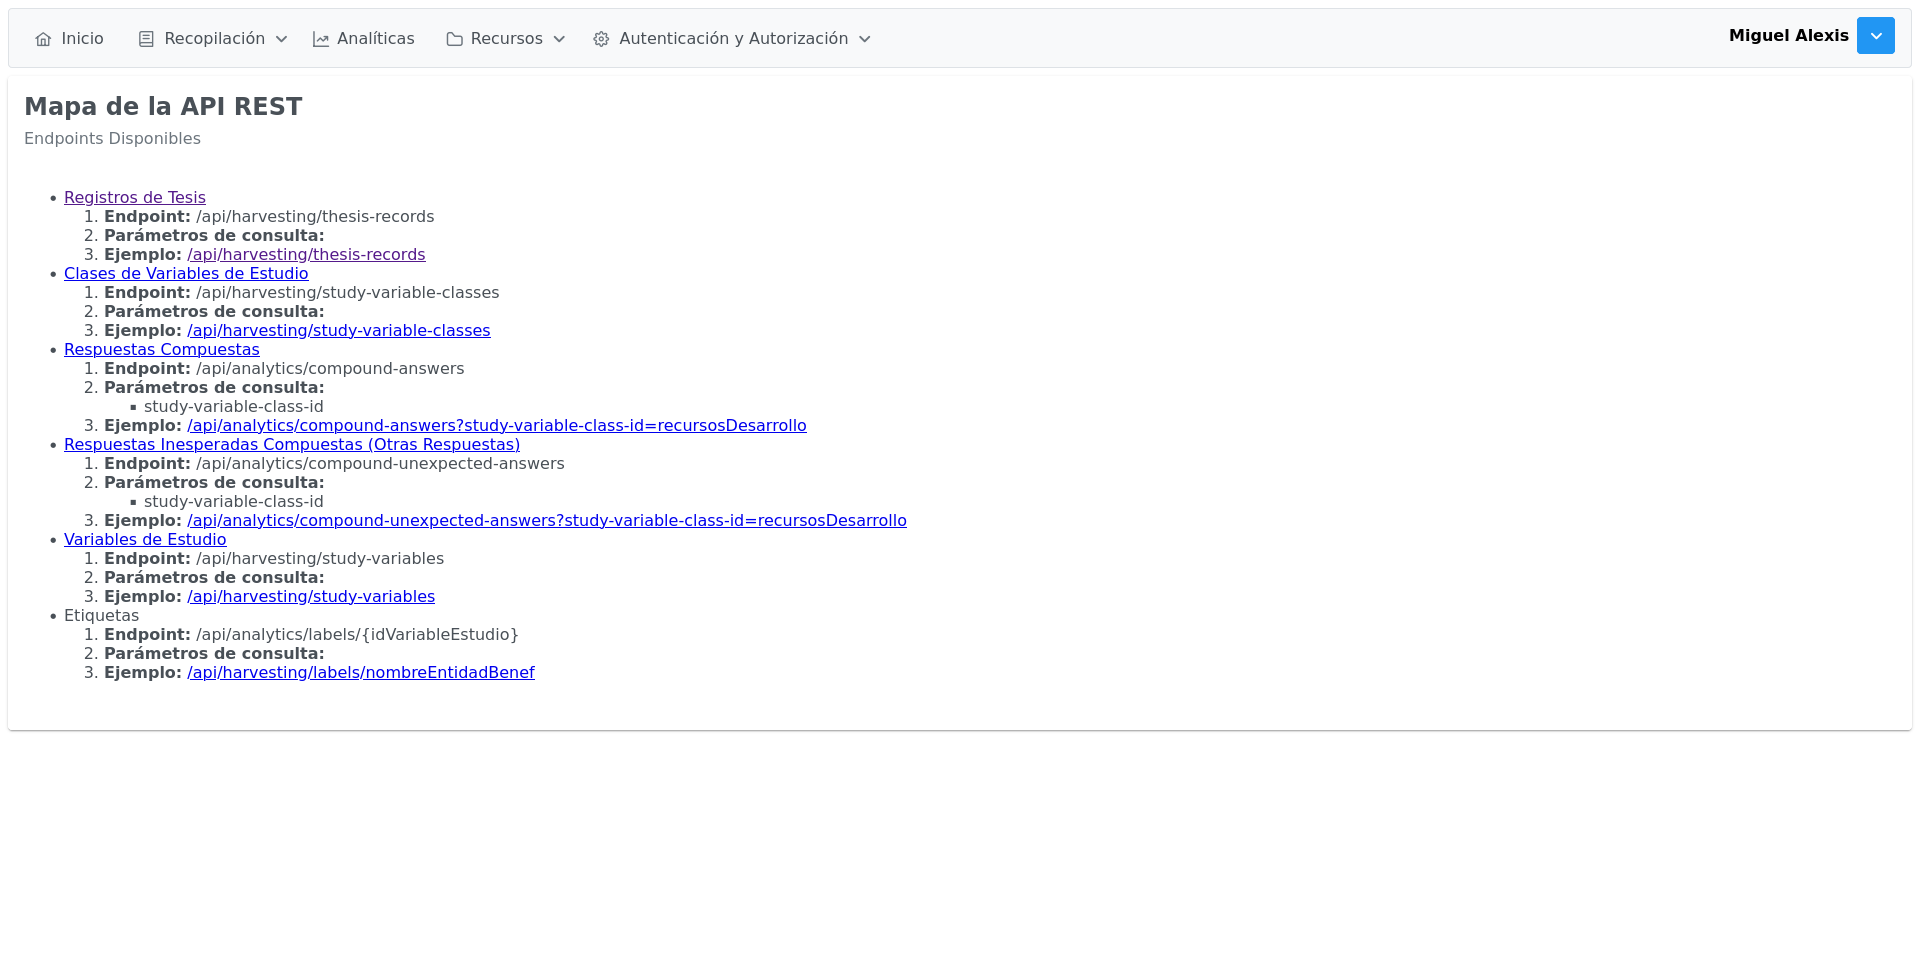 Inicio Recopilación Analíticas Recursos Autenticación y Autorización Miguel Alexis
Mapa de la API REST
Endpoints Disponibles
• Registros de Tesis
1. Endpoint: /api/harvesting/thesis-records
2. Parámetros de consulta:
3. Ejemplo: /api/harvesting/thesis-records
• Clases de Variables de Estudio
1. Endpoint: /api/harvesting/study-variable-classes
2. Parámetros de consulta:
3. Ejemplo: /api/harvesting/study-variable-classes
• Respuestas Compuestas
1. Endpoint: /api/analytics/compound-answers
2. Parámetros de consulta:
▪ study-variable-class-id
3. Ejemplo: /api/analytics/compound-answers?study-variable-class-id=recursosDesarrollo
• Respuestas Inesperadas Compuestas (Otras Respuestas)
1. Endpoint: /api/analytics/compound-unexpected-answers
2. Parámetros de consulta:
▪ study-variable-class-id
3. Ejemplo: /api/analytics/compound-unexpected-answers?study-variable-class-id=recursosDesarrollo
• Variables de Estudio
1. Endpoint: /api/harvesting/study-variables
2. Parámetros de consulta:
3. Ejemplo: /api/harvesting/study-variables
• Etiquetas
1. Endpoint: /api/analytics/labels/{idVariableEstudio}
2. Parámetros de consulta:
3. Ejemplo: /api/harvesting/labels/nombreEntidadBenef